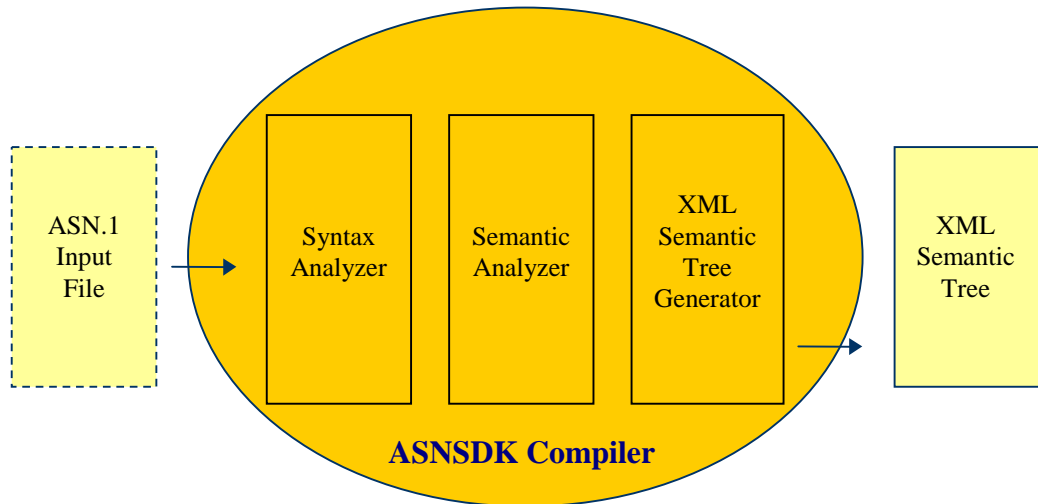 ASN.1
Input
File
Syntax
Analyzer
Semantic
Analyzer
XML
Semantic
Tree
Generator
XML
Semantic
Tree
ASNSDK Compiler